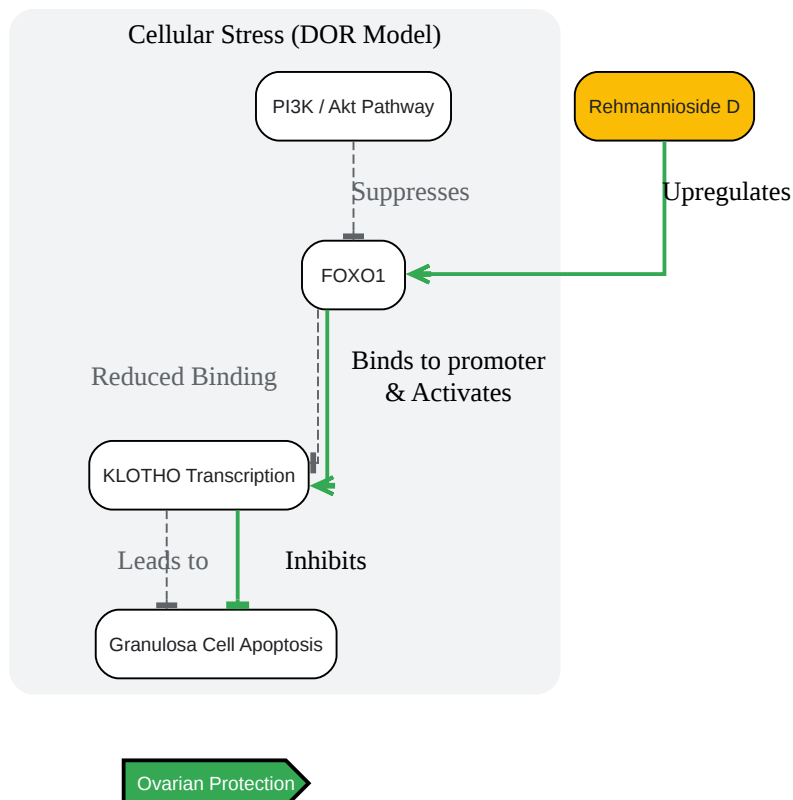 Cellular Stress (DOR Model)
PI3K / Akt Pathway
Rehmannioside D
Suppresses
Upregulates
FOXO1
Binds to promoter
& Activates
Reduced Binding
KLOTHO Transcription
Leads to
Inhibits
Granulosa Cell Apoptosis
Ovarian Protection